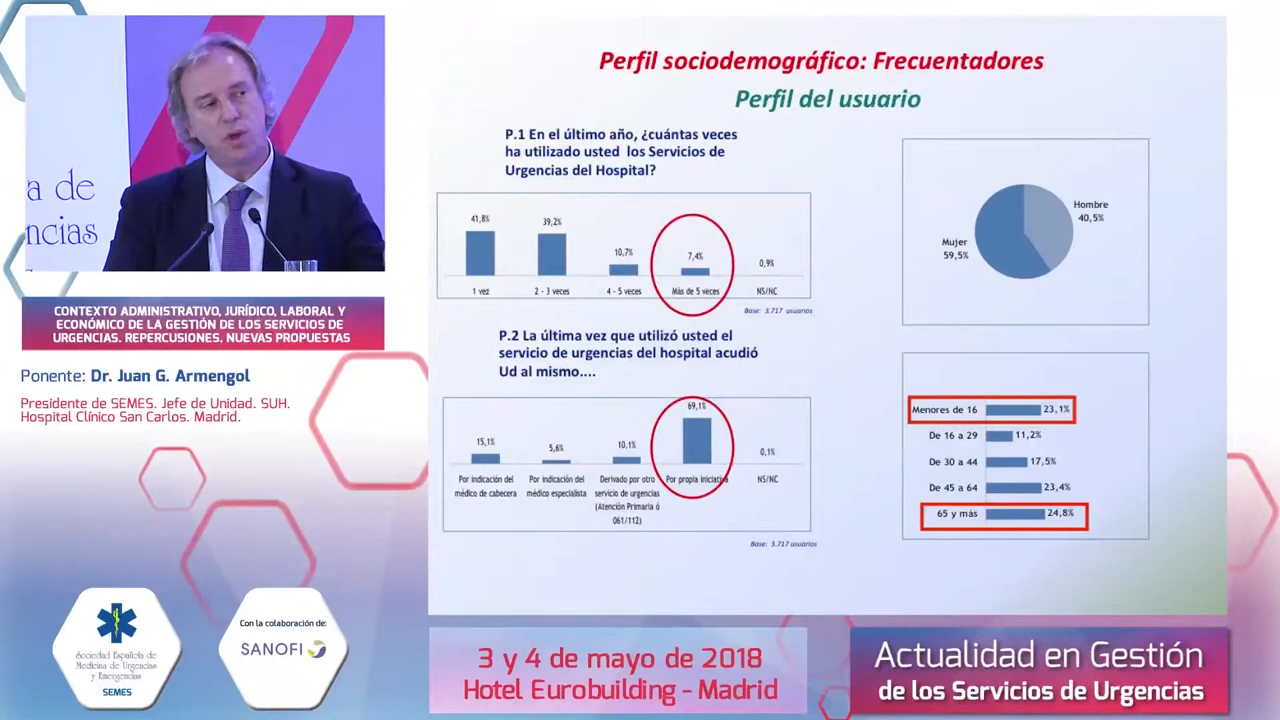 a de
ncias
CONTEXTO ADMINISTRATIVO, JURÍDICO, LABORAL Y
ECONÓMICO DE LA GESTIÓN DE LOS SERVICIOS DE
URGENCIAS. REPERCUSIONES. NUEVAS PROPUESTAS
Ponente: Dr. Juan G. Armengol
Presidente de SEMES. Jefe de Unidad. SUH.
Hospital Clínico San Carlos. Madrid.
Sociedad Española de
Medicina de Urgencias
y Emergencias
SEMES
Con la colaboración de:
SANOFI
Perfil sociodemográfico: Frecuentadores
Perfil del usuario
P.1 En el último año, ¿cuántas veces
ha utilizado usted los Servicios de
Urgencias del Hospital?
41,8%
39,2%
10,7%
7,4%
0,9%
1 vez
2 - 3 veces
4 - 5 veces
Más de 5 veces
NS/NC
Base: 3.717 usuarios
P.2 La última vez que utilizó usted el
servicio de urgencias del hospital acudió
Ud al mismo....
15,1%
5,6%
10,1%
69,1%
0,1%
Por indicación del
médico de cabecera
Por indicación del
médico especialista
Derivado por otro
servicio de urgencias
(Atención Primaria ó
061/112)
Por propia iniciativa
NS/NC
Base: 3.717 usuarios
Hombre
40,5%
Mujer
59,5%
Menores de 16 23,1%
De 16 a 29 11,2%
De 30 a 44 17,5%
De 45 a 64 23,4%
65 y más 24,8%
3 y 4 de mayo de 2018
Hotel Eurobuilding - Madrid
Actualidad en Gestión
de los Servicios de Urgencias